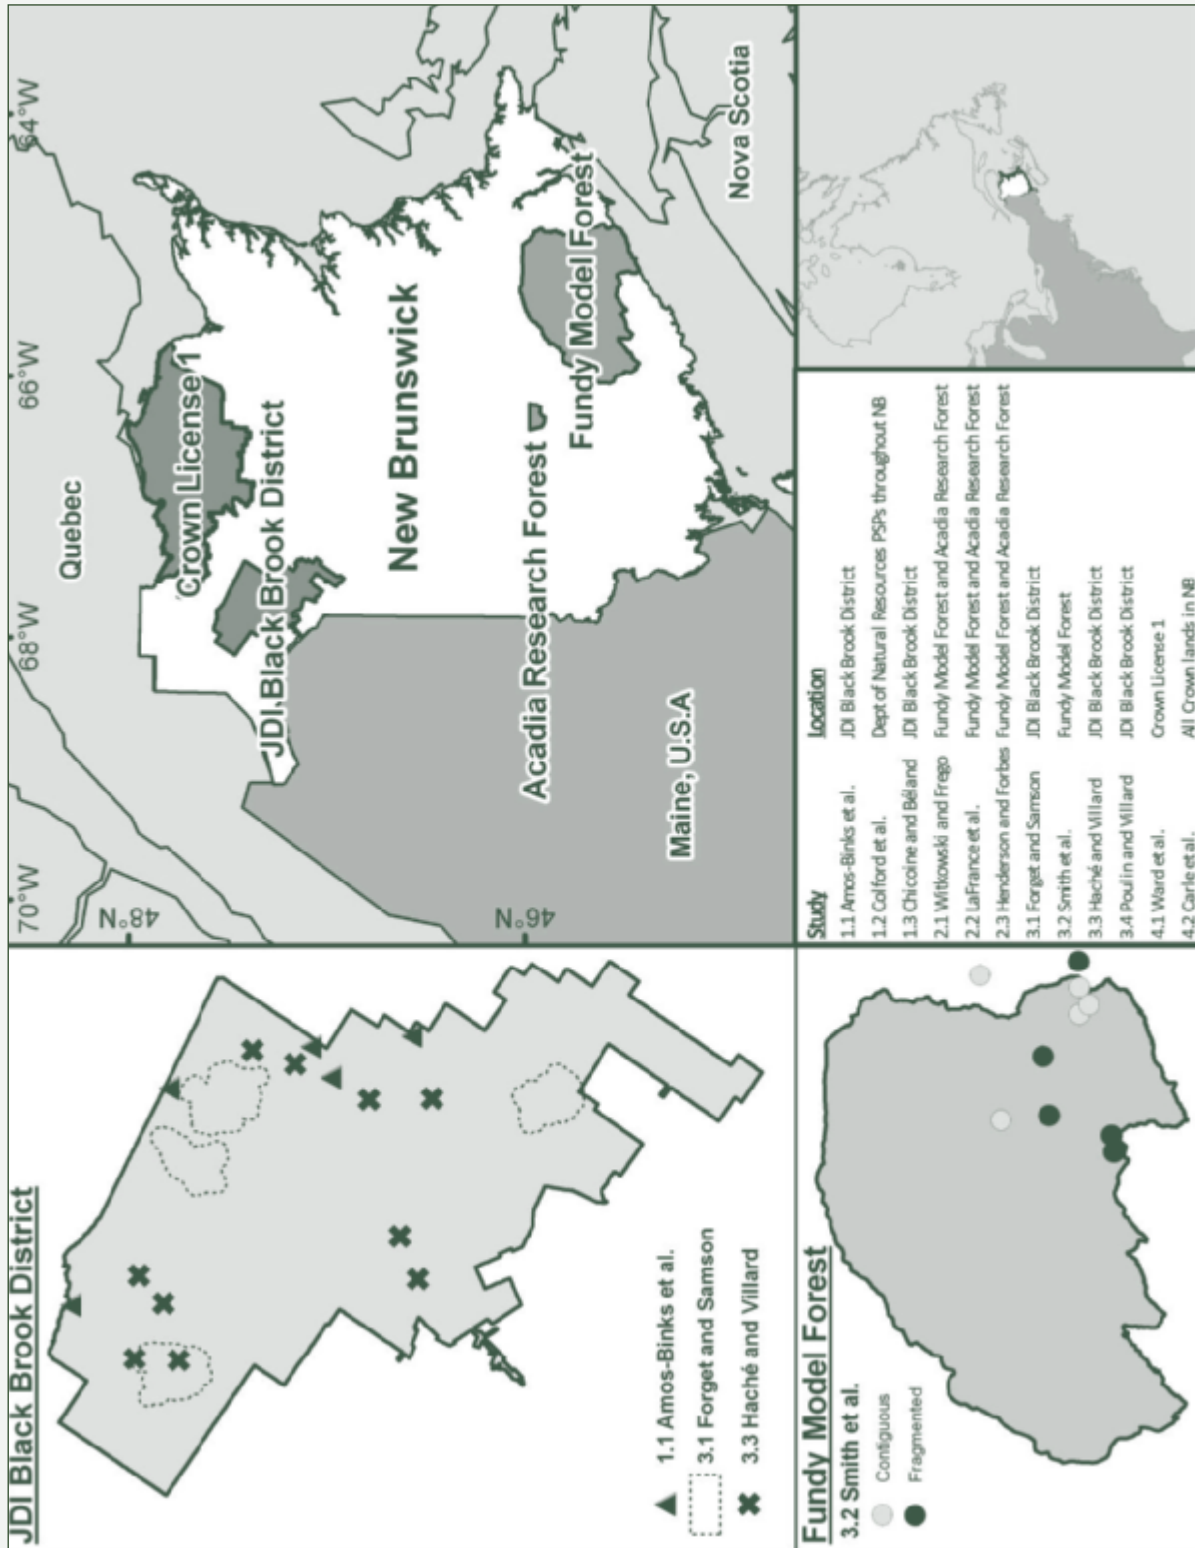 JDI Black Brook District
1.1 Amos-Binks et al.
3.1 Forget and Samson
3.3 Haché and Villard
70°W
68°W
66°W
64°W
48°N
46°N
Quebec
Crown License 1
JDI Black Brook District
New Brunswick
Acadia Research Forest
Fundy Model Forest
Maine, U.S.A
Nova Scotia
Fundy Model Forest
3.2 Smith et al.
Contiguous
Fragmented
Study Location
1.1 Amos-Binks et al. JDI Black Brook District
1.2 Colford et al. Dept of Natural Resources PSPs throughout NB
1.3 Chicoine and Béland JDI Black Brook District
2.1 Witkowski and Frego Fundy Model Forest and Acadia Research Forest
2.2 LaFrance et al. Fundy Model Forest and Acadia Research Forest
2.3 Henderson and Forbes Fundy Model Forest and Acadia Research Forest
3.1 Forget and Samson JDI Black Brook District
3.2 Smith et al. Fundy Model Forest
3.3 Haché and Villard JDI Black Brook District
3.4 Poulin and Villard JDI Black Brook District
4.1 Ward et al. Crown License 1
4.2 Carle et al. All Crown lands in NB